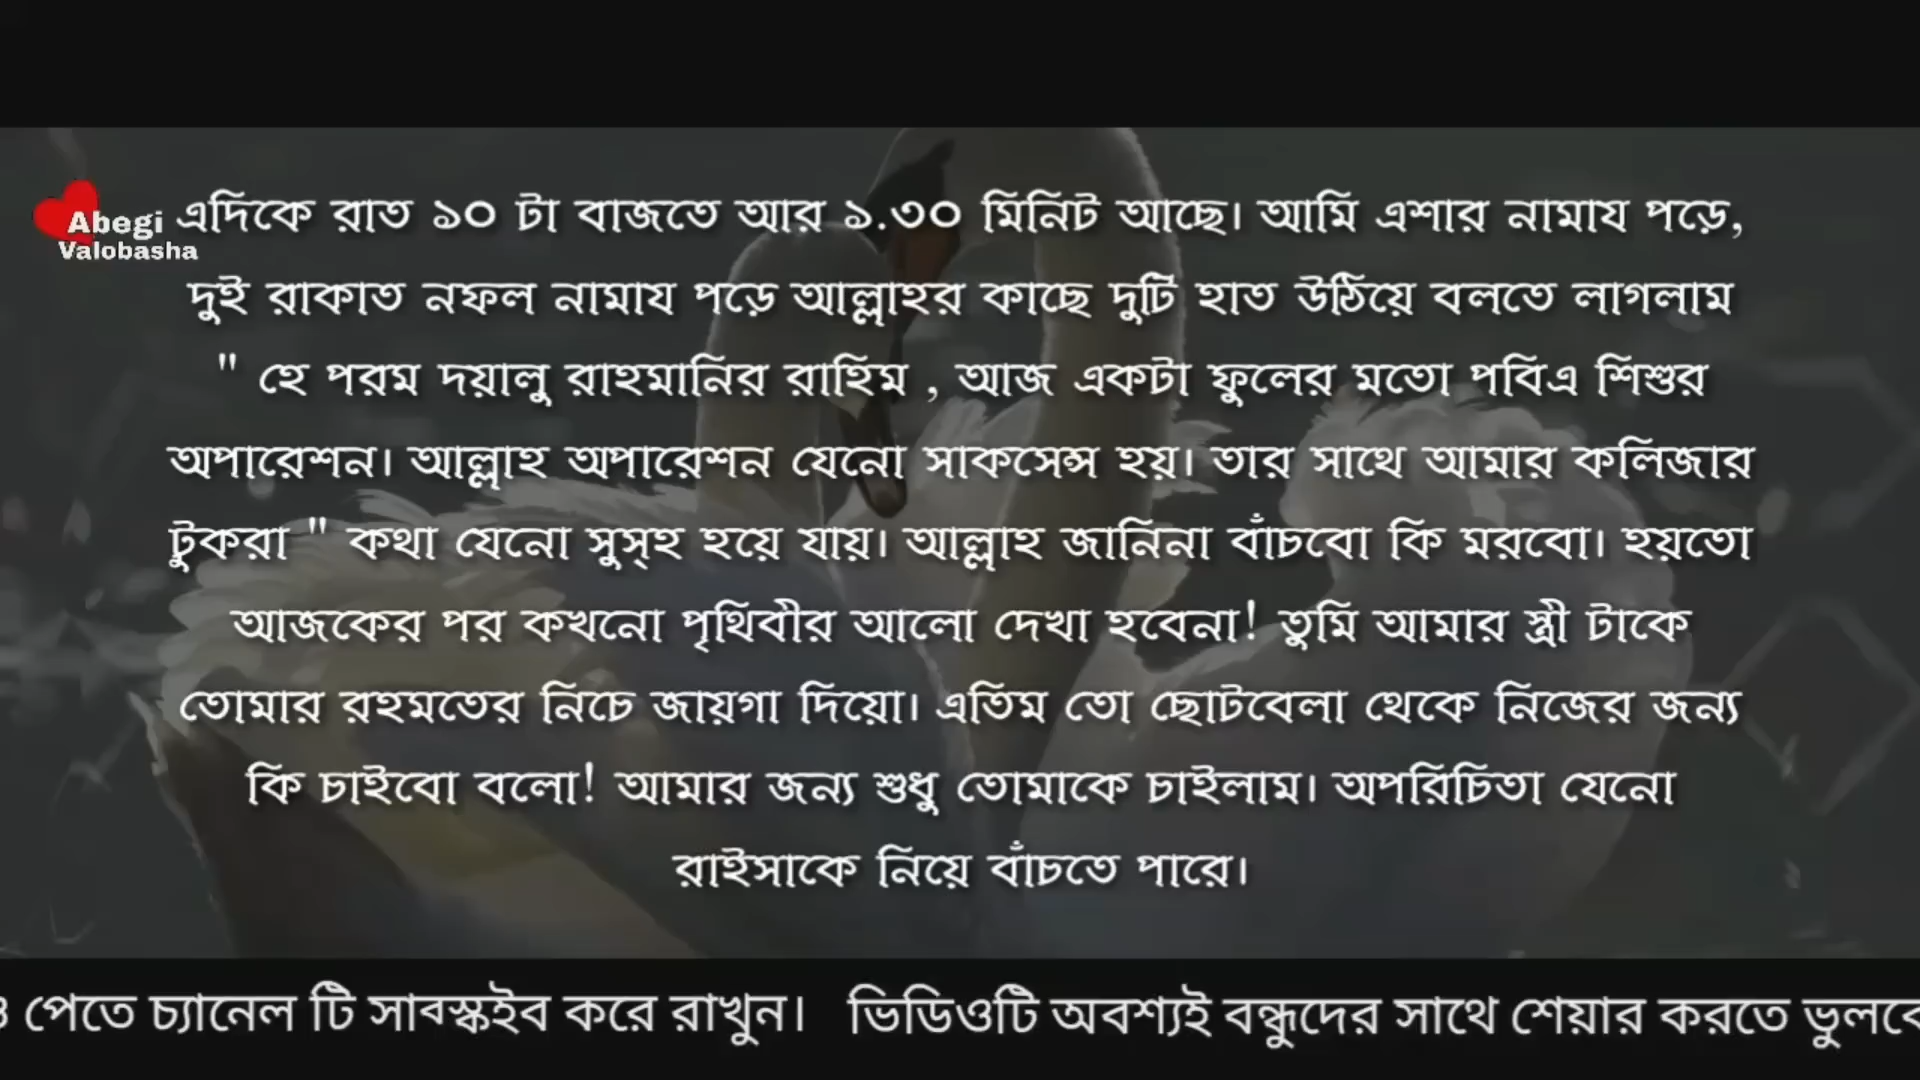 Abegi
Valobasha
এদিকে রাত ১০ টা বাজতে আর ১.৩০ মিনিট আছে। আমি এশার নামায পড়ে,
দুই রাকাত নফল নামায পড়ে আল্লাহর কাছে দুটি হাত উঠিয়ে বলতে লাগলাম
" হে পরম দয়ালু রাহমানির রাহিম , আজ একটা ফুলের মতো পবিএ শিশুর
অপারেশন। আল্লাহ অপারেশন যেনো সাকসেন্স হয়। তার সাথে আমার কলিজার
টুকরা " কথা যেনো সুস্হ হয়ে যায়। আল্লাহ জানিনা বাঁচবো কি মরবো। হয়তো
আজকের পর কখনো পৃথিবীর আলো দেখা হবেনা! তুমি আমার স্ত্রী টাকে
তোমার রহমতের নিচে জায়গা দিয়ো। এতিম তো ছোটবেলা থেকে নিজের জন্য
কি চাইবো বলো! আমার জন্য শুধু তোমাকে চাইলাম। অপরিচিতা যেনো
রাইসাকে নিয়ে বাঁচতে পারে।
পেতে চ্যানেল টি সাবস্কইব করে রাখুন। ভিডিওটি অবশ্যই বন্ধুদের সাথে শেয়ার করতে